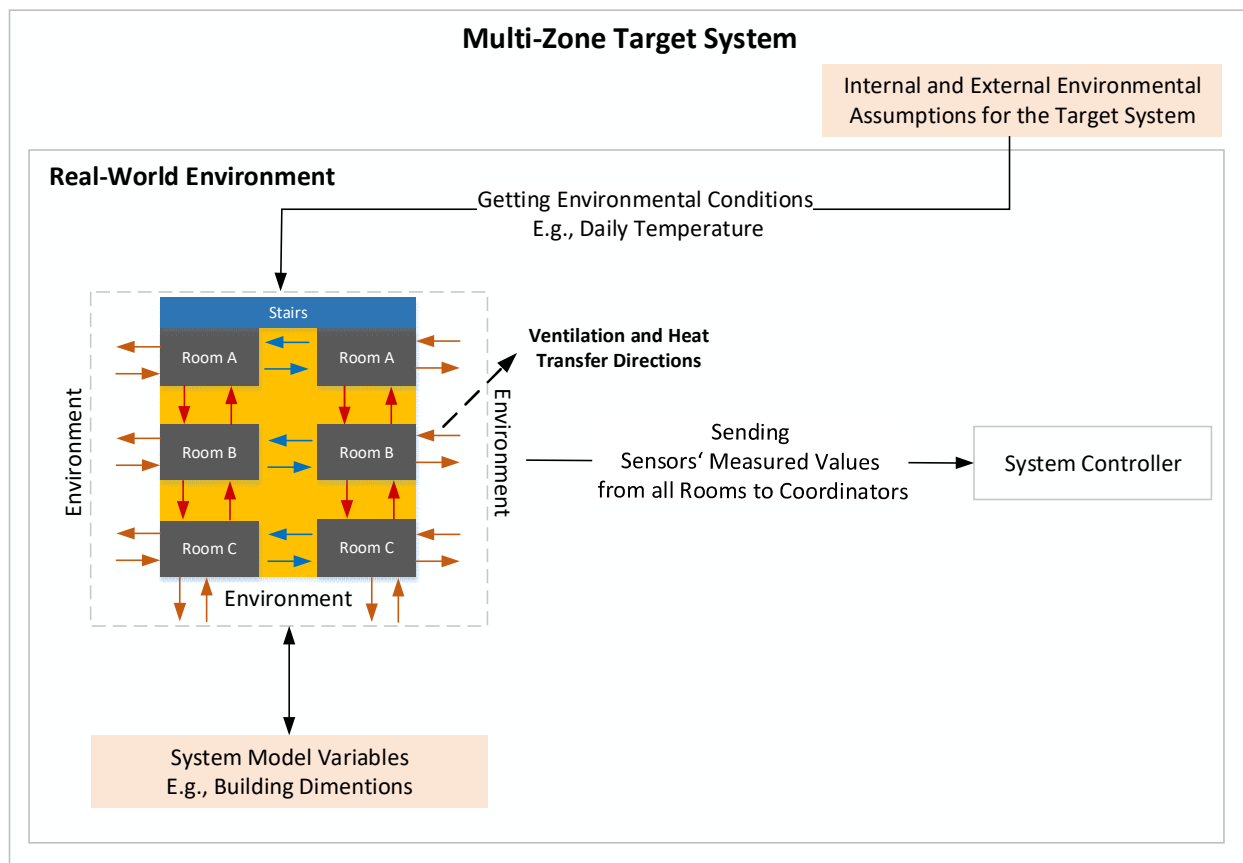 Multi-Zone Target System
Internal and External Environmental
Assumptions for the Target System
Real-World Environment
Getting Environmental Conditions
E.g., Daily Temperature
Stairs
Room A
Room A
Ventilation and Heat
Transfer Directions
Environment
Environment
Room B
Room B
Sending
Sensors‘ Measured Values
from all Rooms to Coordinators
System Controller
Room C
Room C
Environment
System Model Variables
E.g., Building Dimentions